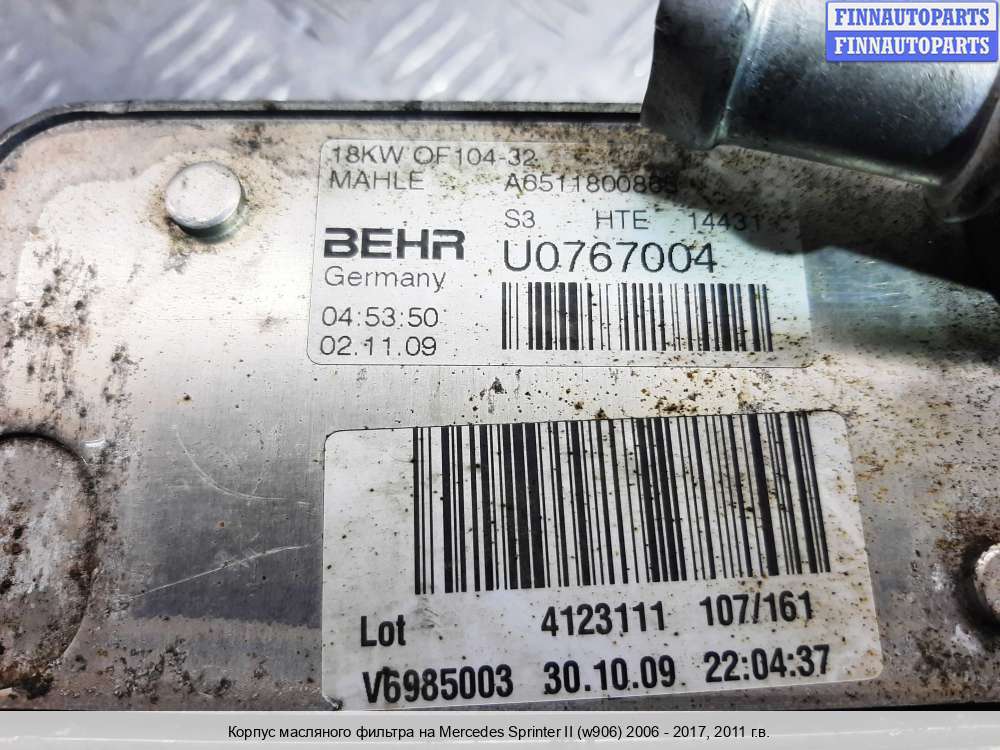 FINNAUTOPARTS
FINNAUTOPARTS
18KW OF104-32
MAHLE
S3 HTE
BEHR U0767004
Germany
04:53:50
02.11.09
Lot 4123111 107/161
V6985003 30.10.09 22:04:37
Корпус масляного фильтра на Mercedes Sprinter II (w906) 2006 - 2017, 2011 г.в.